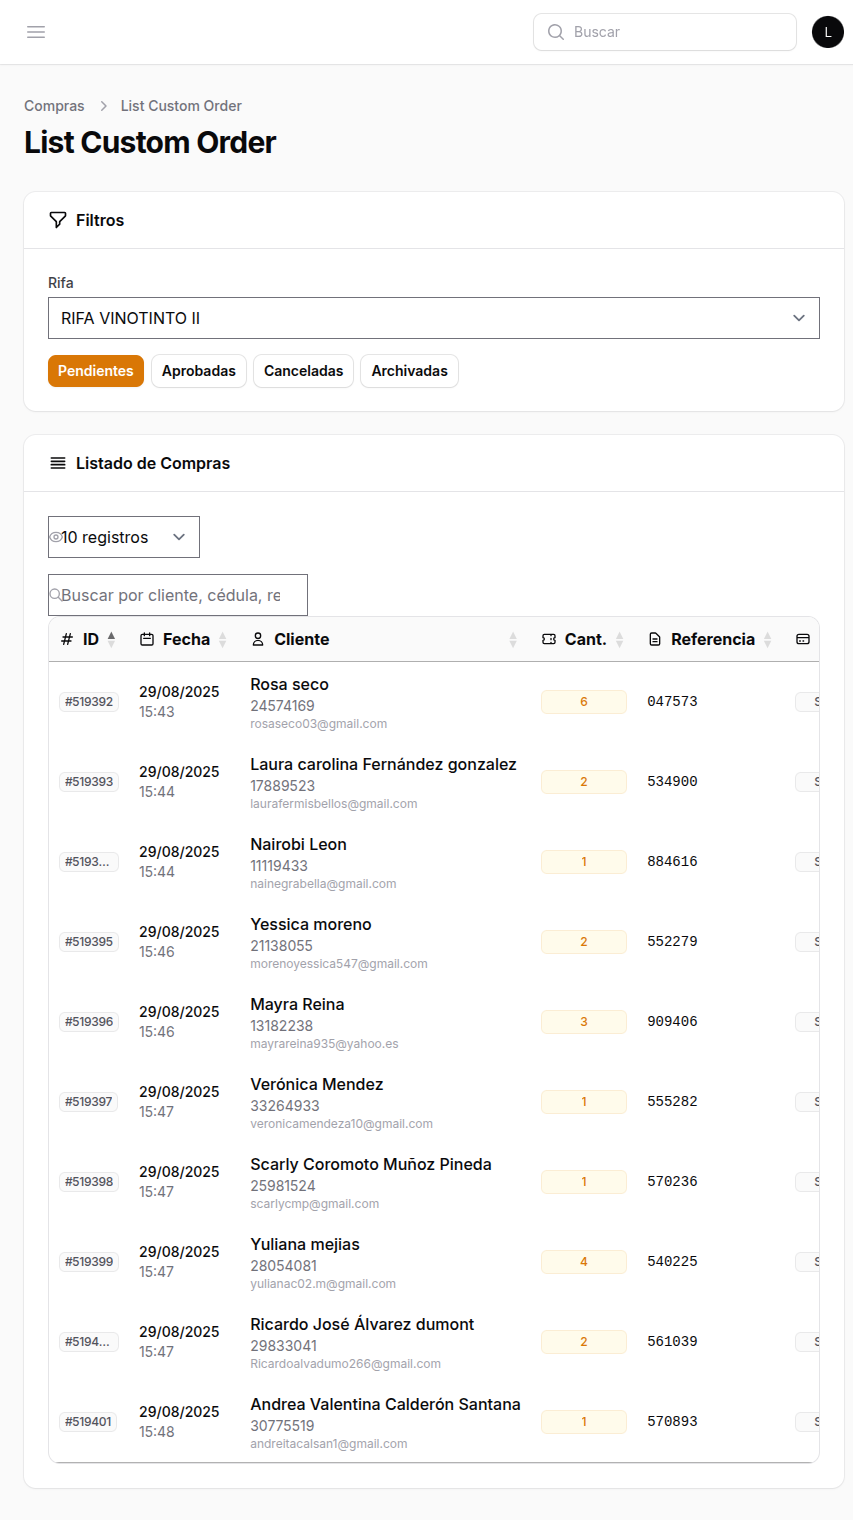 Buscar
L
Compras > List Custom Order
List Custom Order
Filtros
Rifa
RIFA VINOTINTO II
Pendientes Aprobadas Canceladas Archivadas
Listado de Compras
10 registros
Buscar por cliente, cédula, re
# ID Fecha Cliente Cant. Referencia
#519392 29/08/2025 15:43 Rosa seco 6 047573 S
24574169
rosaseco03@gmail.com
#519393 29/08/2025 15:44 Laura carolina Fernández gonzalez 2 534900 S
17889523
laurafermisbellos@gmail.com
#5193... 29/08/2025 15:44 Nairobi Leon 1 884616 S
11119433
nainegrabella@gmail.com
#519395 29/08/2025 15:46 Yessica moreno 2 552279 S
21138055
morenoyessica547@gmail.com
#519396 29/08/2025 15:46 Mayra Reina 3 909406 S
13182238
mayrareina935@yahoo.es
#519397 29/08/2025 15:47 Verónica Mendez 1 555282 S
33264933
veronicamendeza10@gmail.com
#519398 29/08/2025 15:47 Scarly Coromoto Muñoz Pineda 1 570236 S
25981524
scarlycmp@gmail.com
#519399 29/08/2025 15:47 Yuliana mejias 4 540225 S
28054081
yulianac02.m@gmail.com
#5194... 29/08/2025 15:47 Ricardo José Álvarez dumont 2 561039 S
29833041
Ricardoalvadumo266@gmail.com
#519401 29/08/2025 15:48 Andrea Valentina Calderón Santana 1 570893 S
30775519
andreitacalsan1@gmail.com